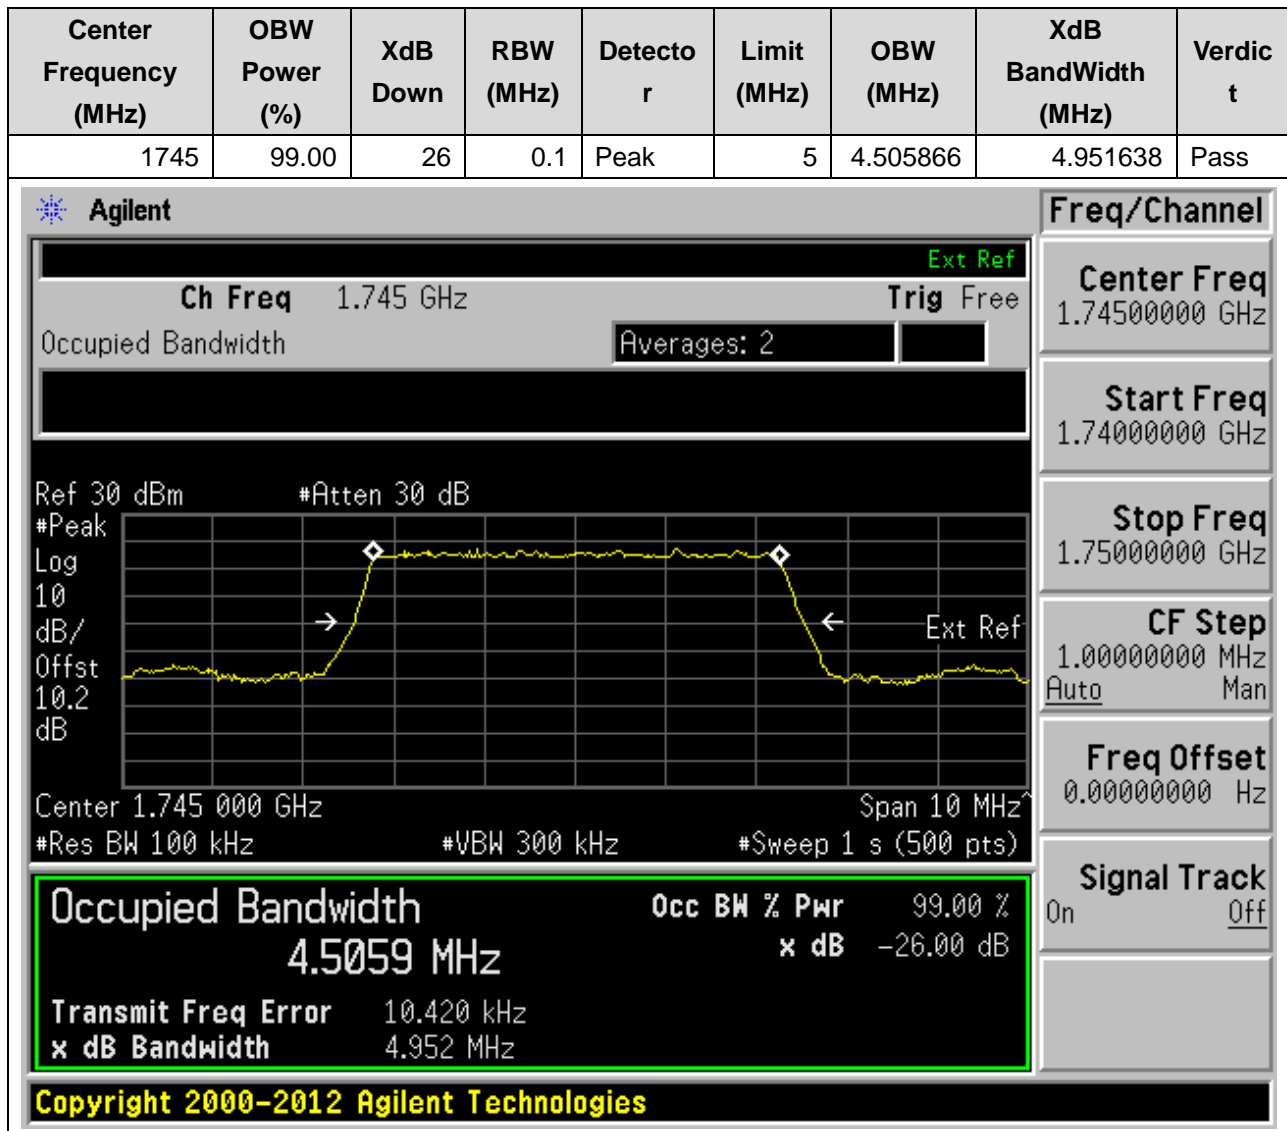 Center Frequency (MHz) OBW Power (%) XdB Down RBW (MHz) Detector Limit (MHz) OBW (MHz) XdB BandWidth (MHz) Verdict
1745 99.00 26 0.1 Peak 5 4.505866 4.951638 Pass
Agilent
Freq/Channel
Ext Ref
Ch Freq 1.745 GHz Trig Free
Occupied Bandwidth Averages: 2
Ref 30 dBm #Atten 30 dB
#Peak
Log
10
dB/
Offst
10.2
dB
Ext Ref
Center 1.745 000 GHz Span 10 MHz^
#Res BW 100 kHz #VBW 300 kHz #Sweep 1 s (500 pts)
Occupied Bandwidth Occ BW % Pwr 99.00 %
4.5059 MHz x dB -26.00 dB
Transmit Freq Error 10.420 kHz
x dB Bandwidth 4.952 MHz
Center Freq
1.74500000 GHz
Start Freq
1.74000000 GHz
Stop Freq
1.75000000 GHz
CF Step
1.00000000 MHz
Auto Man
Freq Offset
0.00000000 Hz
Signal Track
On Off
Copyright 2000-2012 Agilent Technologies